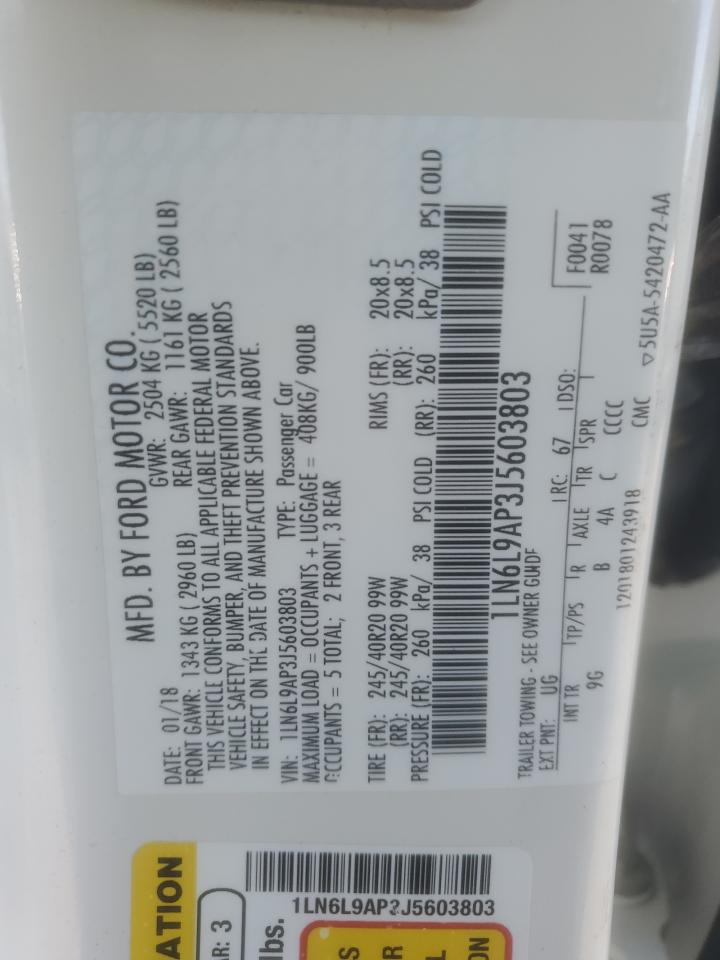 MFD. BY FORD MOTOR CO.
DATE: 01/18 GVWR: 2504 KG ( 5520 LB)
FRONT GAWR: 1343 KG ( 2960 LB) REAR GAWR: 1161 KG ( 2560 LB)
THIS VEHICLE CONFORMS TO ALL APPLICABLE FEDERAL MOTOR
VEHICLE SAFETY, BUMPER, AND THEFT PREVENTION STANDARDS
IN EFFECT ON THE DATE OF MANUFACTURE SHOWN ABOVE.
VIN: 1LN6L9AP3J5603803 TYPE: Passenger Car
MAXIMUM LOAD = OCCUPANTS + LUGGAGE = 408KG/ 900LB
OCCUPANTS = 5 TOTAL; 2 FRONT, 3 REAR
TIRE (FR): 245/40R20 99W RIMS (FR): 20x8.5
(RR): 245/40R20 99W (RR): 20x8.5
PRESSURE (FR): 260 kPa/ 38 PSI COLD (RR): 260 kPa/ 38 PSI COLD
1LN6L9AP3J5603803
TRAILER TOWING - SEE OWNER GUIDE
EXT PNT: UG RC: 67 DSO: F0041
R0078
INT TR TP/PS R AXLE TR SPR
9G B 4A C CCCC
1201801243918 CMC ▽5U5A-5420472-AA
ATION
AR: 3
lbs.
1LN6L9AP3J5603803
S
R
L
ON